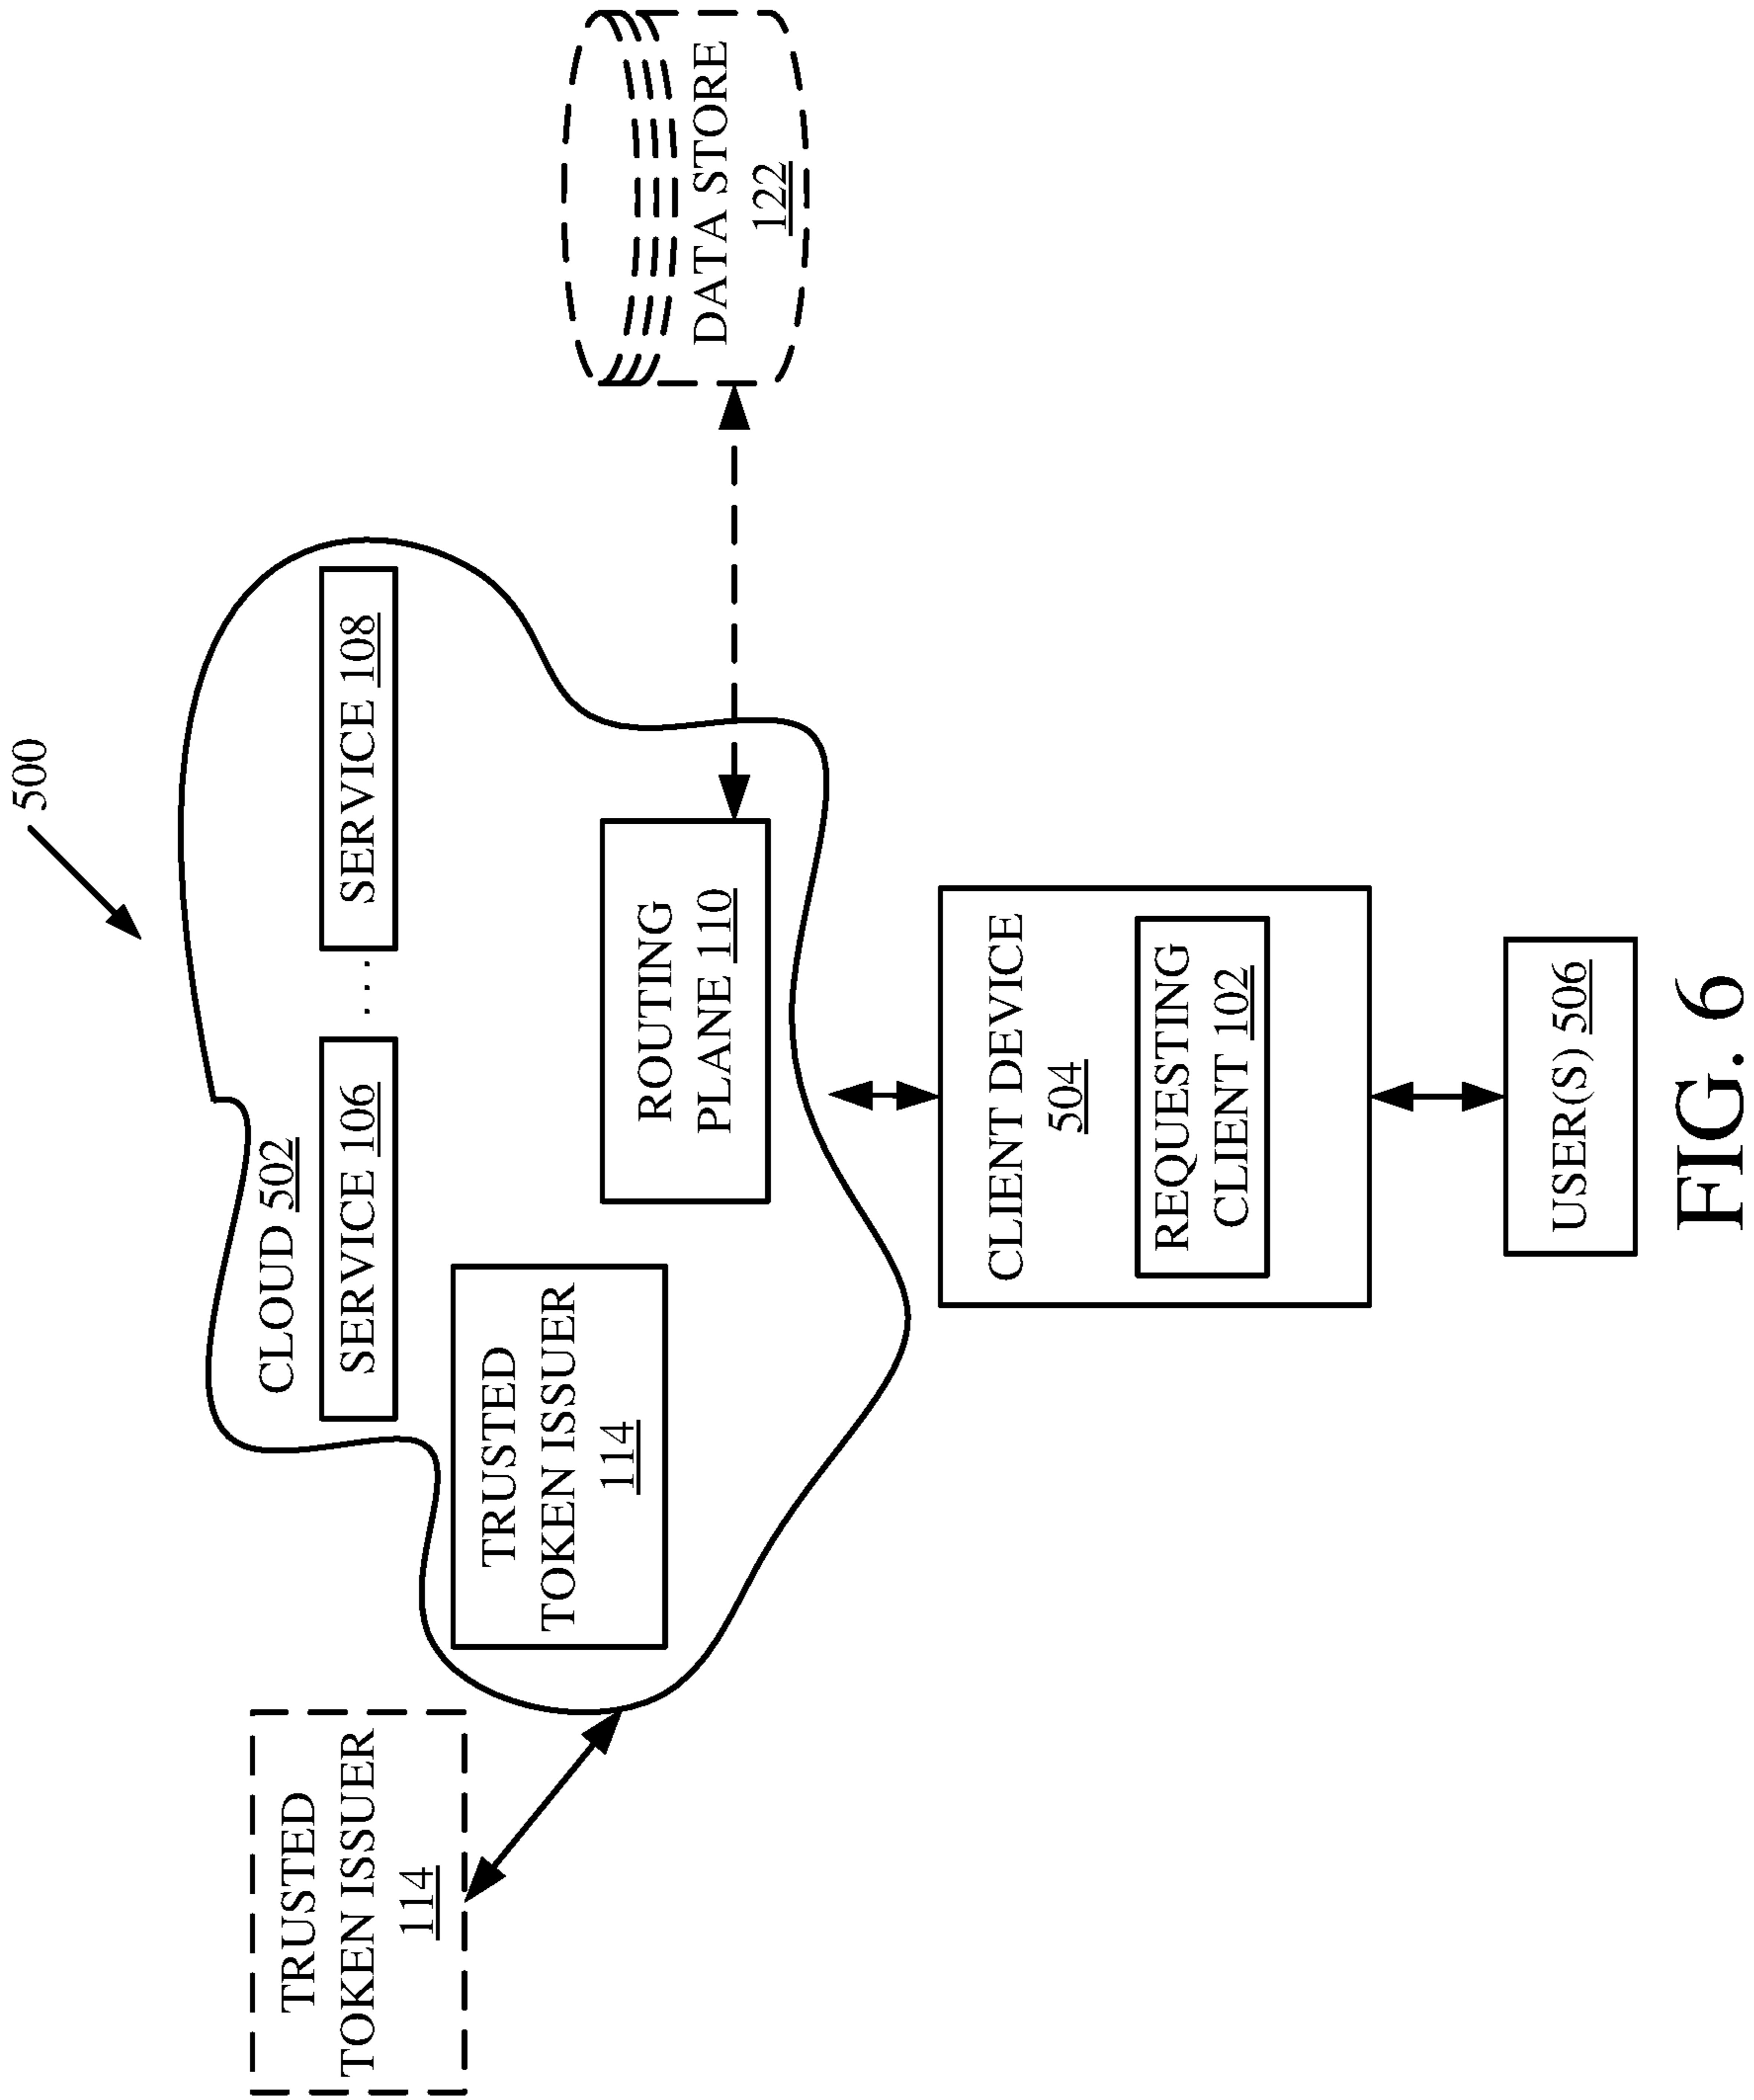 500
CLOUD 502
SERVICE 106
. . .
SERVICE 108
TRUSTED
TOKEN ISSUER
114
TRUSTED
TOKEN ISSUER
114
ROUTING
PLANE 110
DATA STORE
122
CLIENT DEVICE
504
REQUESTING
CLIENT 102
USER(S) 506
FIG. 6